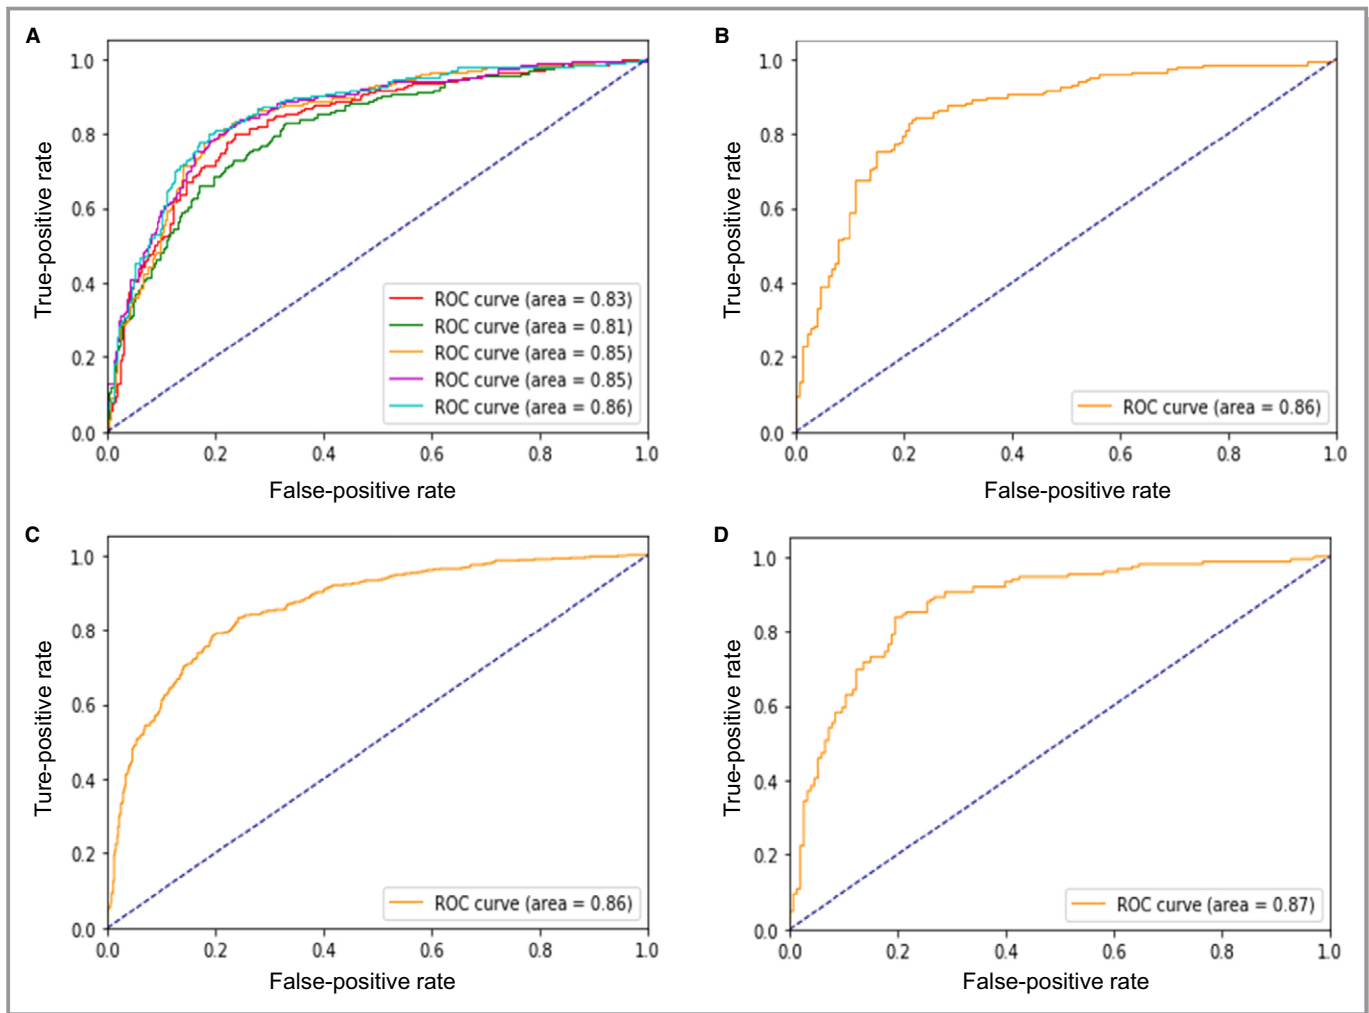 A
True-positive rate
1.0
0.8
0.6
0.4
0.2
0.0
ROC curve (area = 0.83)
ROC curve (area = 0.81)
ROC curve (area = 0.85)
ROC curve (area = 0.85)
ROC curve (area = 0.86)
0.0 0.2 0.4 0.6 0.8 1.0
False-positive rate
B
True-positive rate
1.0
0.8
0.6
0.4
0.2
0.0
ROC curve (area = 0.86)
0.0 0.2 0.4 0.6 0.8 1.0
False-positive rate
C
Ture-positive rate
1.0
0.8
0.6
0.4
0.2
0.0
ROC curve (area = 0.86)
0.0 0.2 0.4 0.6 0.8 1.0
False-positive rate
D
True-positive rate
1.0
0.8
0.6
0.4
0.2
0.0
ROC curve (area = 0.87)
0.0 0.2 0.4 0.6 0.8 1.0
False-positive rate